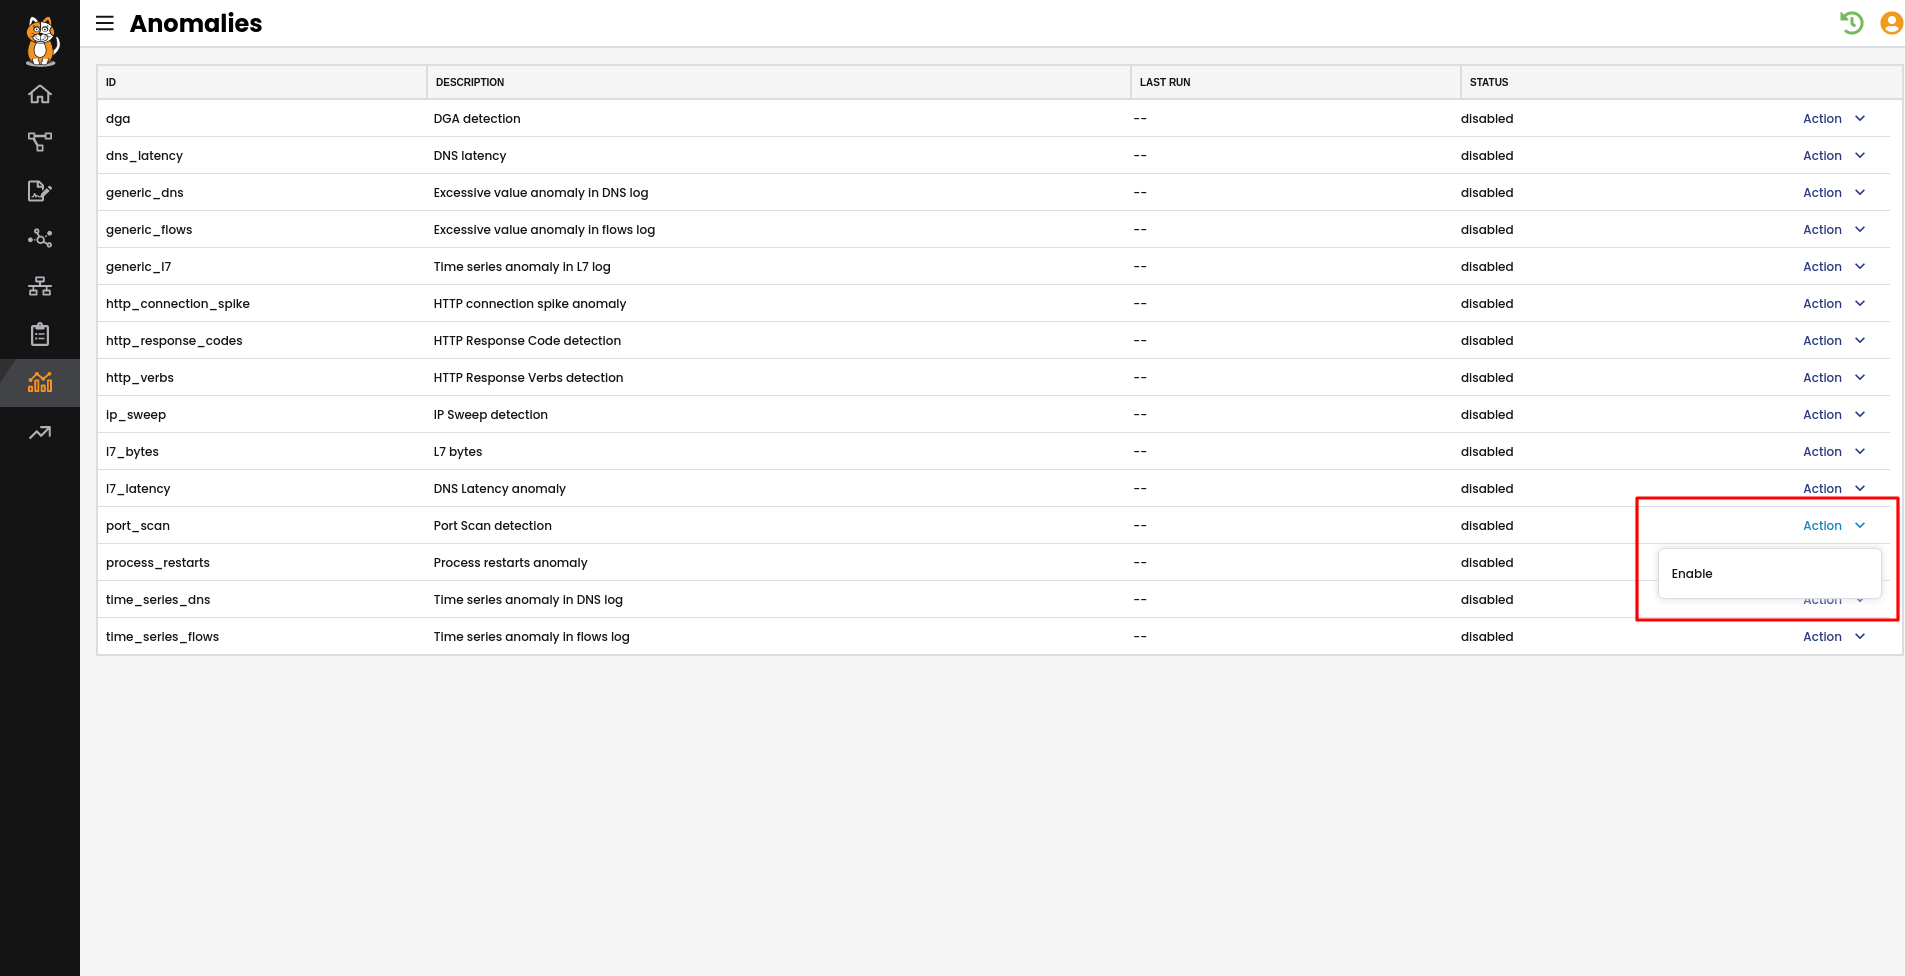 Anomalies
ID DESCRIPTION LAST RUN STATUS
dga DGA detection -- disabled Action
dns_latency DNS latency -- disabled Action
generic_dns Excessive value anomaly in DNS log -- disabled Action
generic_flows Excessive value anomaly in flows log -- disabled Action
generic_l7 Time series anomaly in L7 log -- disabled Action
http_connection_spike HTTP connection spike anomaly -- disabled Action
http_response_codes HTTP Response Code detection -- disabled Action
http_verbs HTTP Response Verbs detection -- disabled Action
ip_sweep IP Sweep detection -- disabled Action
l7_bytes L7 bytes -- disabled Action
l7_latency DNS Latency anomaly -- disabled Action
port_scan Port Scan detection -- disabled Action
process_restarts Process restarts anomaly -- disabled
Enable
time_series_dns Time series anomaly in DNS log -- disabled Action
time_series_flows Time series anomaly in flows log -- disabled Action